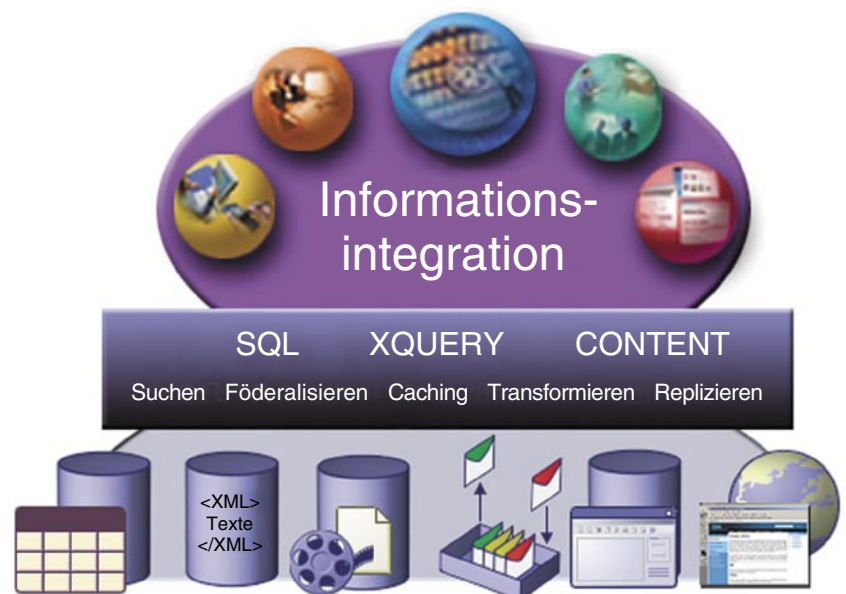 Informations-
integration
SQL XQUERY CONTENT
Suchen Föderalisieren Caching Transformieren Replizieren
<XML>
Texte
</XML>